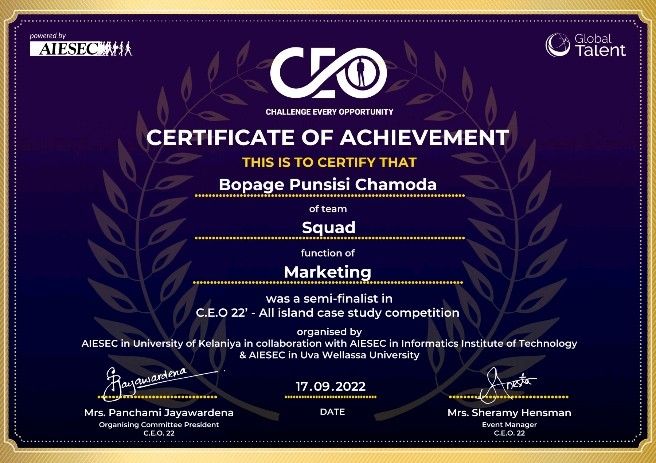 powered by
AIESEC
Global
Talent
CEO
CHALLENGE EVERY OPPORTUNITY
CERTIFICATE OF ACHIEVEMENT
THIS IS TO CERTIFY THAT
Bopage Punsisi Chamoda
of team
Squad
function of
Marketing
was a semi-finalist in
C.E.O 22' - All island case study competition
organised by
AIESEC in University of Kelaniya in collaboration with AIESEC in Informatics Institute of Technology
& AIESEC in Uva Wellassa University
Jayawardena
17.09.2022
Mrs. Panchami Jayawardena
DATE
Mrs. Sheramy Hensman
Organising Committee President
Event Manager
C.E.O. 22
C.E.O. 22